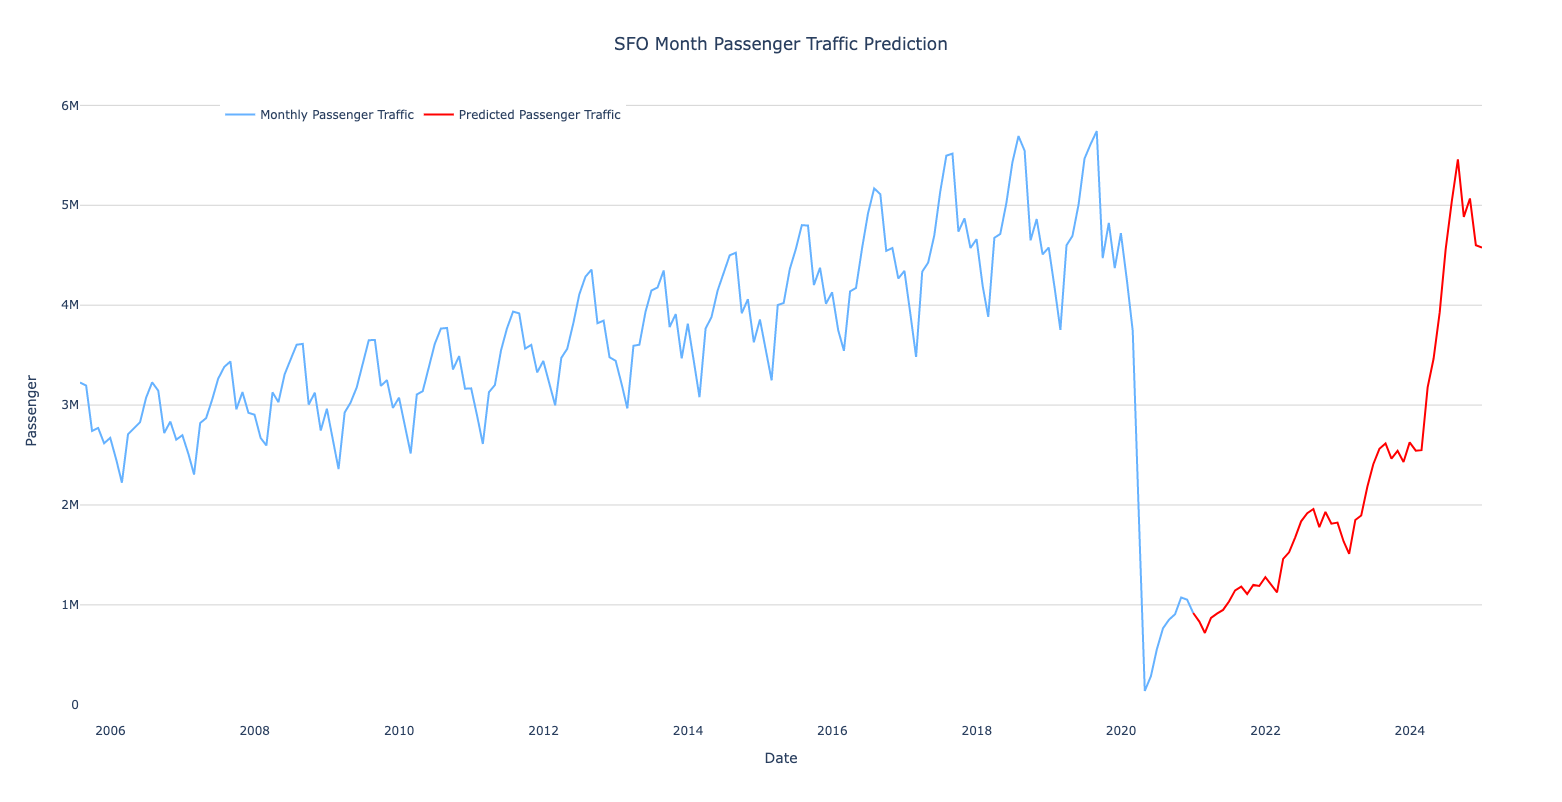 SFO Month Passenger Traffic Prediction
Monthly Passenger Traffic
Predicted Passenger Traffic
6M
5M
4M
3M
2M
1M
0
Passenger
2006 2008 2010 2012 2014 2016 2018 2020 2022 2024
Date